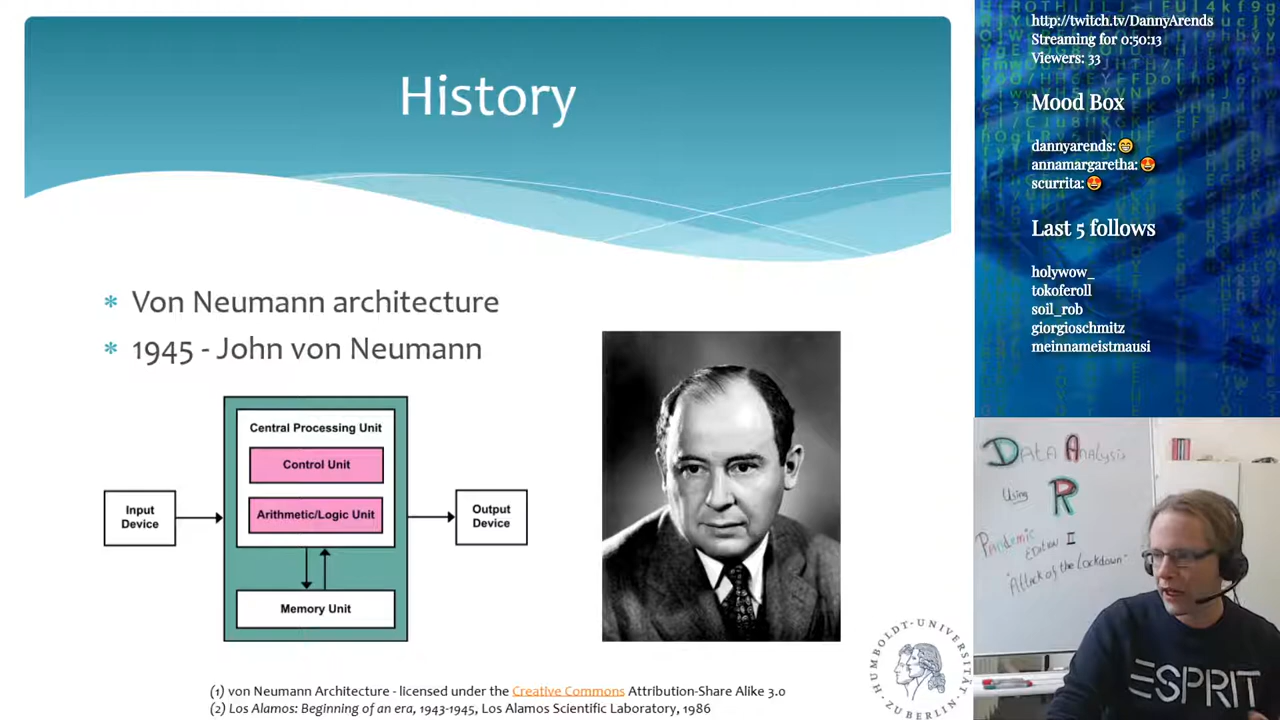 History
Von Neumann architecture
1945 - John von Neumann
Central Processing Unit
Control Unit
Arithmetic/Logic Unit
Input
Device
Output
Device
Memory Unit
(1) von Neumann Architecture - licensed under the Creative Commons Attribution-Share Alike 3.0
(2) Los Alamos: Beginning of an era, 1943-1945, Los Alamos Scientific Laboratory, 1986
HUMBOLDT-UNIVERSITÄT
ZU BERLIN
http://twitch.tv/DannyArends
Streaming for 0:50:13
Viewers: 33
Mood Box
dannyarends: 😁
annamargaretha: 😍
scurrita: 😍
Last 5 follows
holywow_
tokoferoll
soil_rob
giorgioschmitz
meinnameistmausi
Data Analysis
Using R
Pandemic
Edition II
"Attack of the Lockdown"
ESPRIT